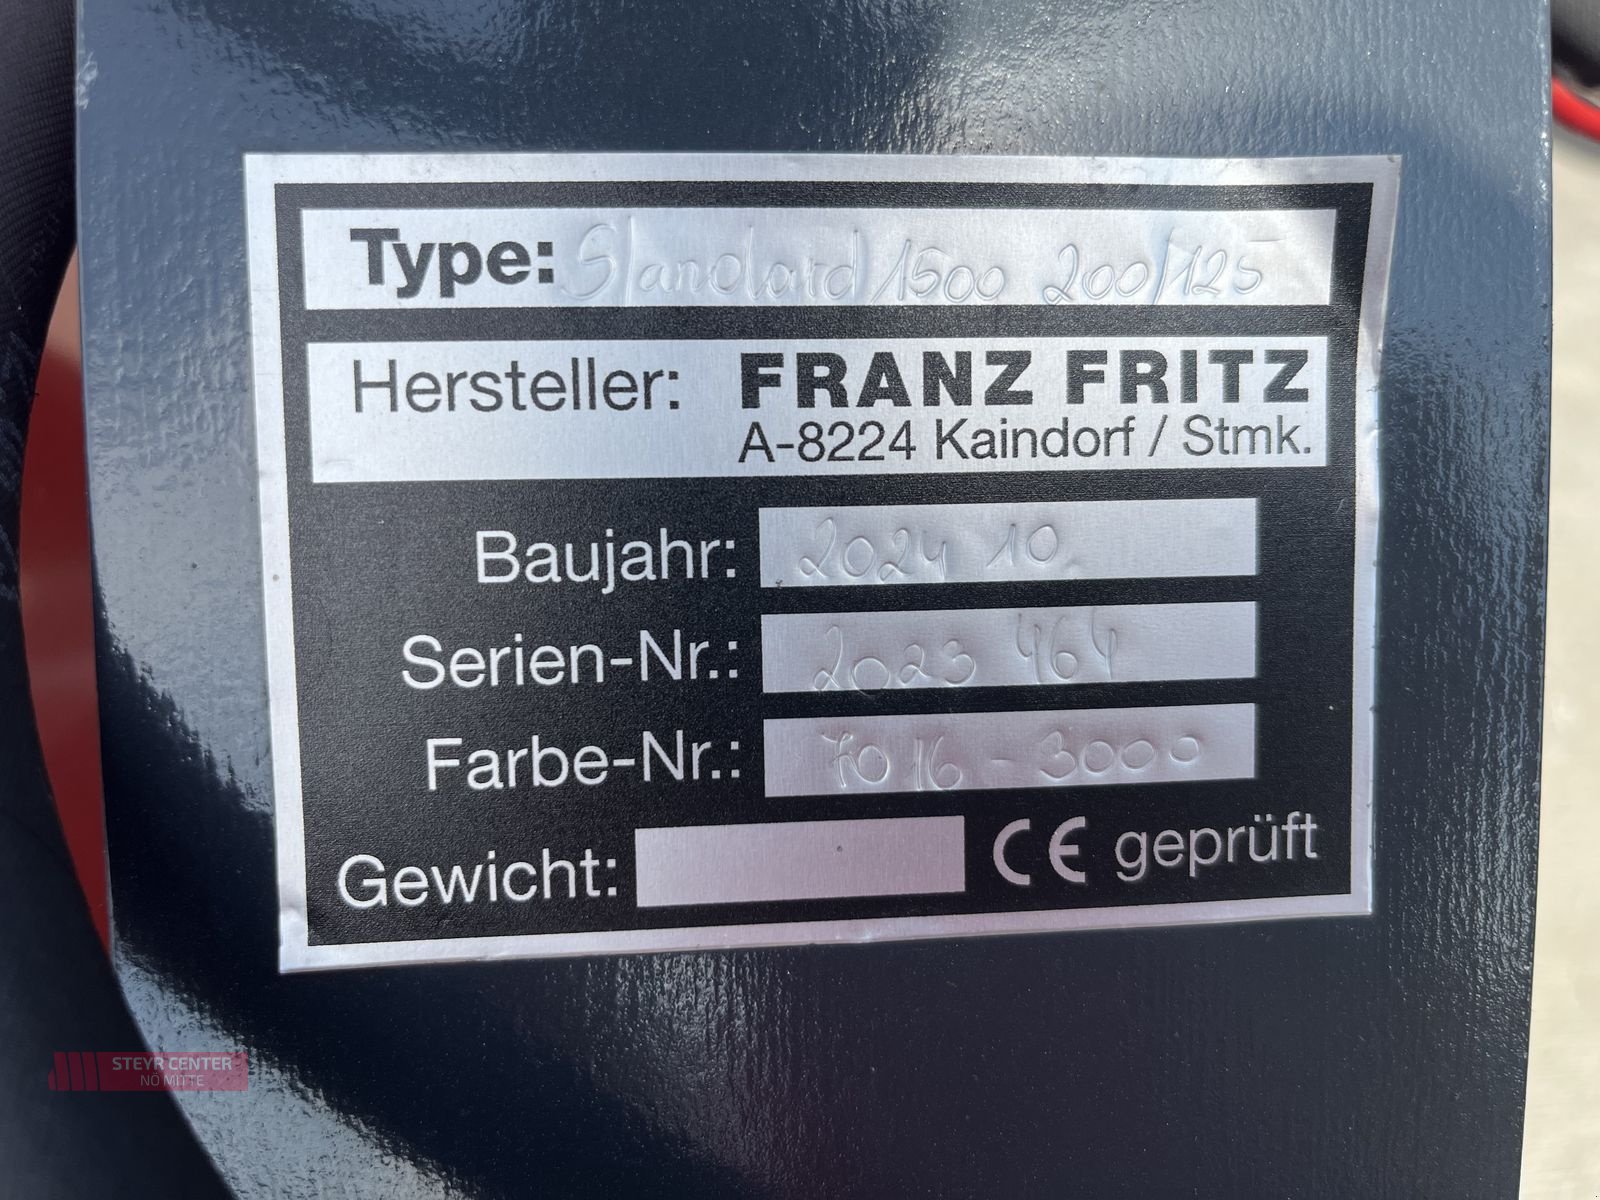 Type: Standard 1500 200/125
Hersteller: FRANZ FRITZ
A-8224 Kaindorf / Stmk.
Baujahr: 2024 10
Serien-Nr.: 2023 464
Farbe-Nr.: 7016 - 3000
Gewicht: CE geprüft
STEYR CENTER
NÖ MITTE